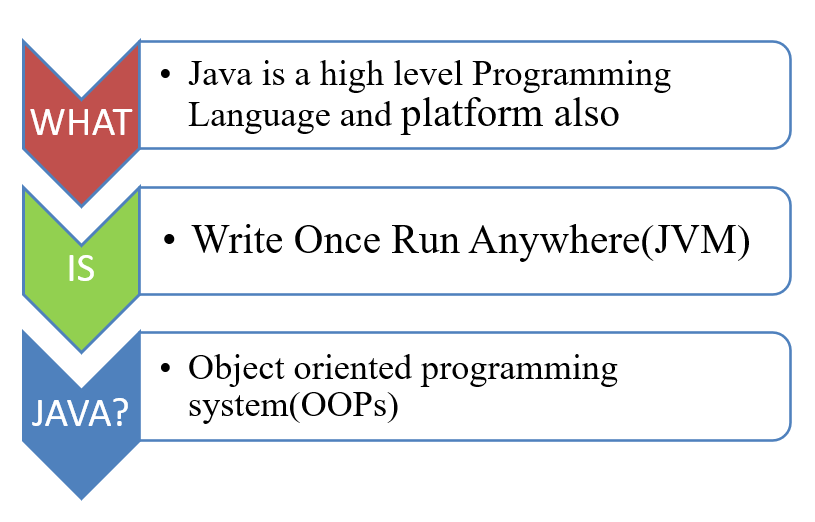 WHAT
• Java is a high level Programming
Language and platform also
IS
• Write Once Run Anywhere(JVM)
JAVA?
• Object oriented programming
system(OOPs)